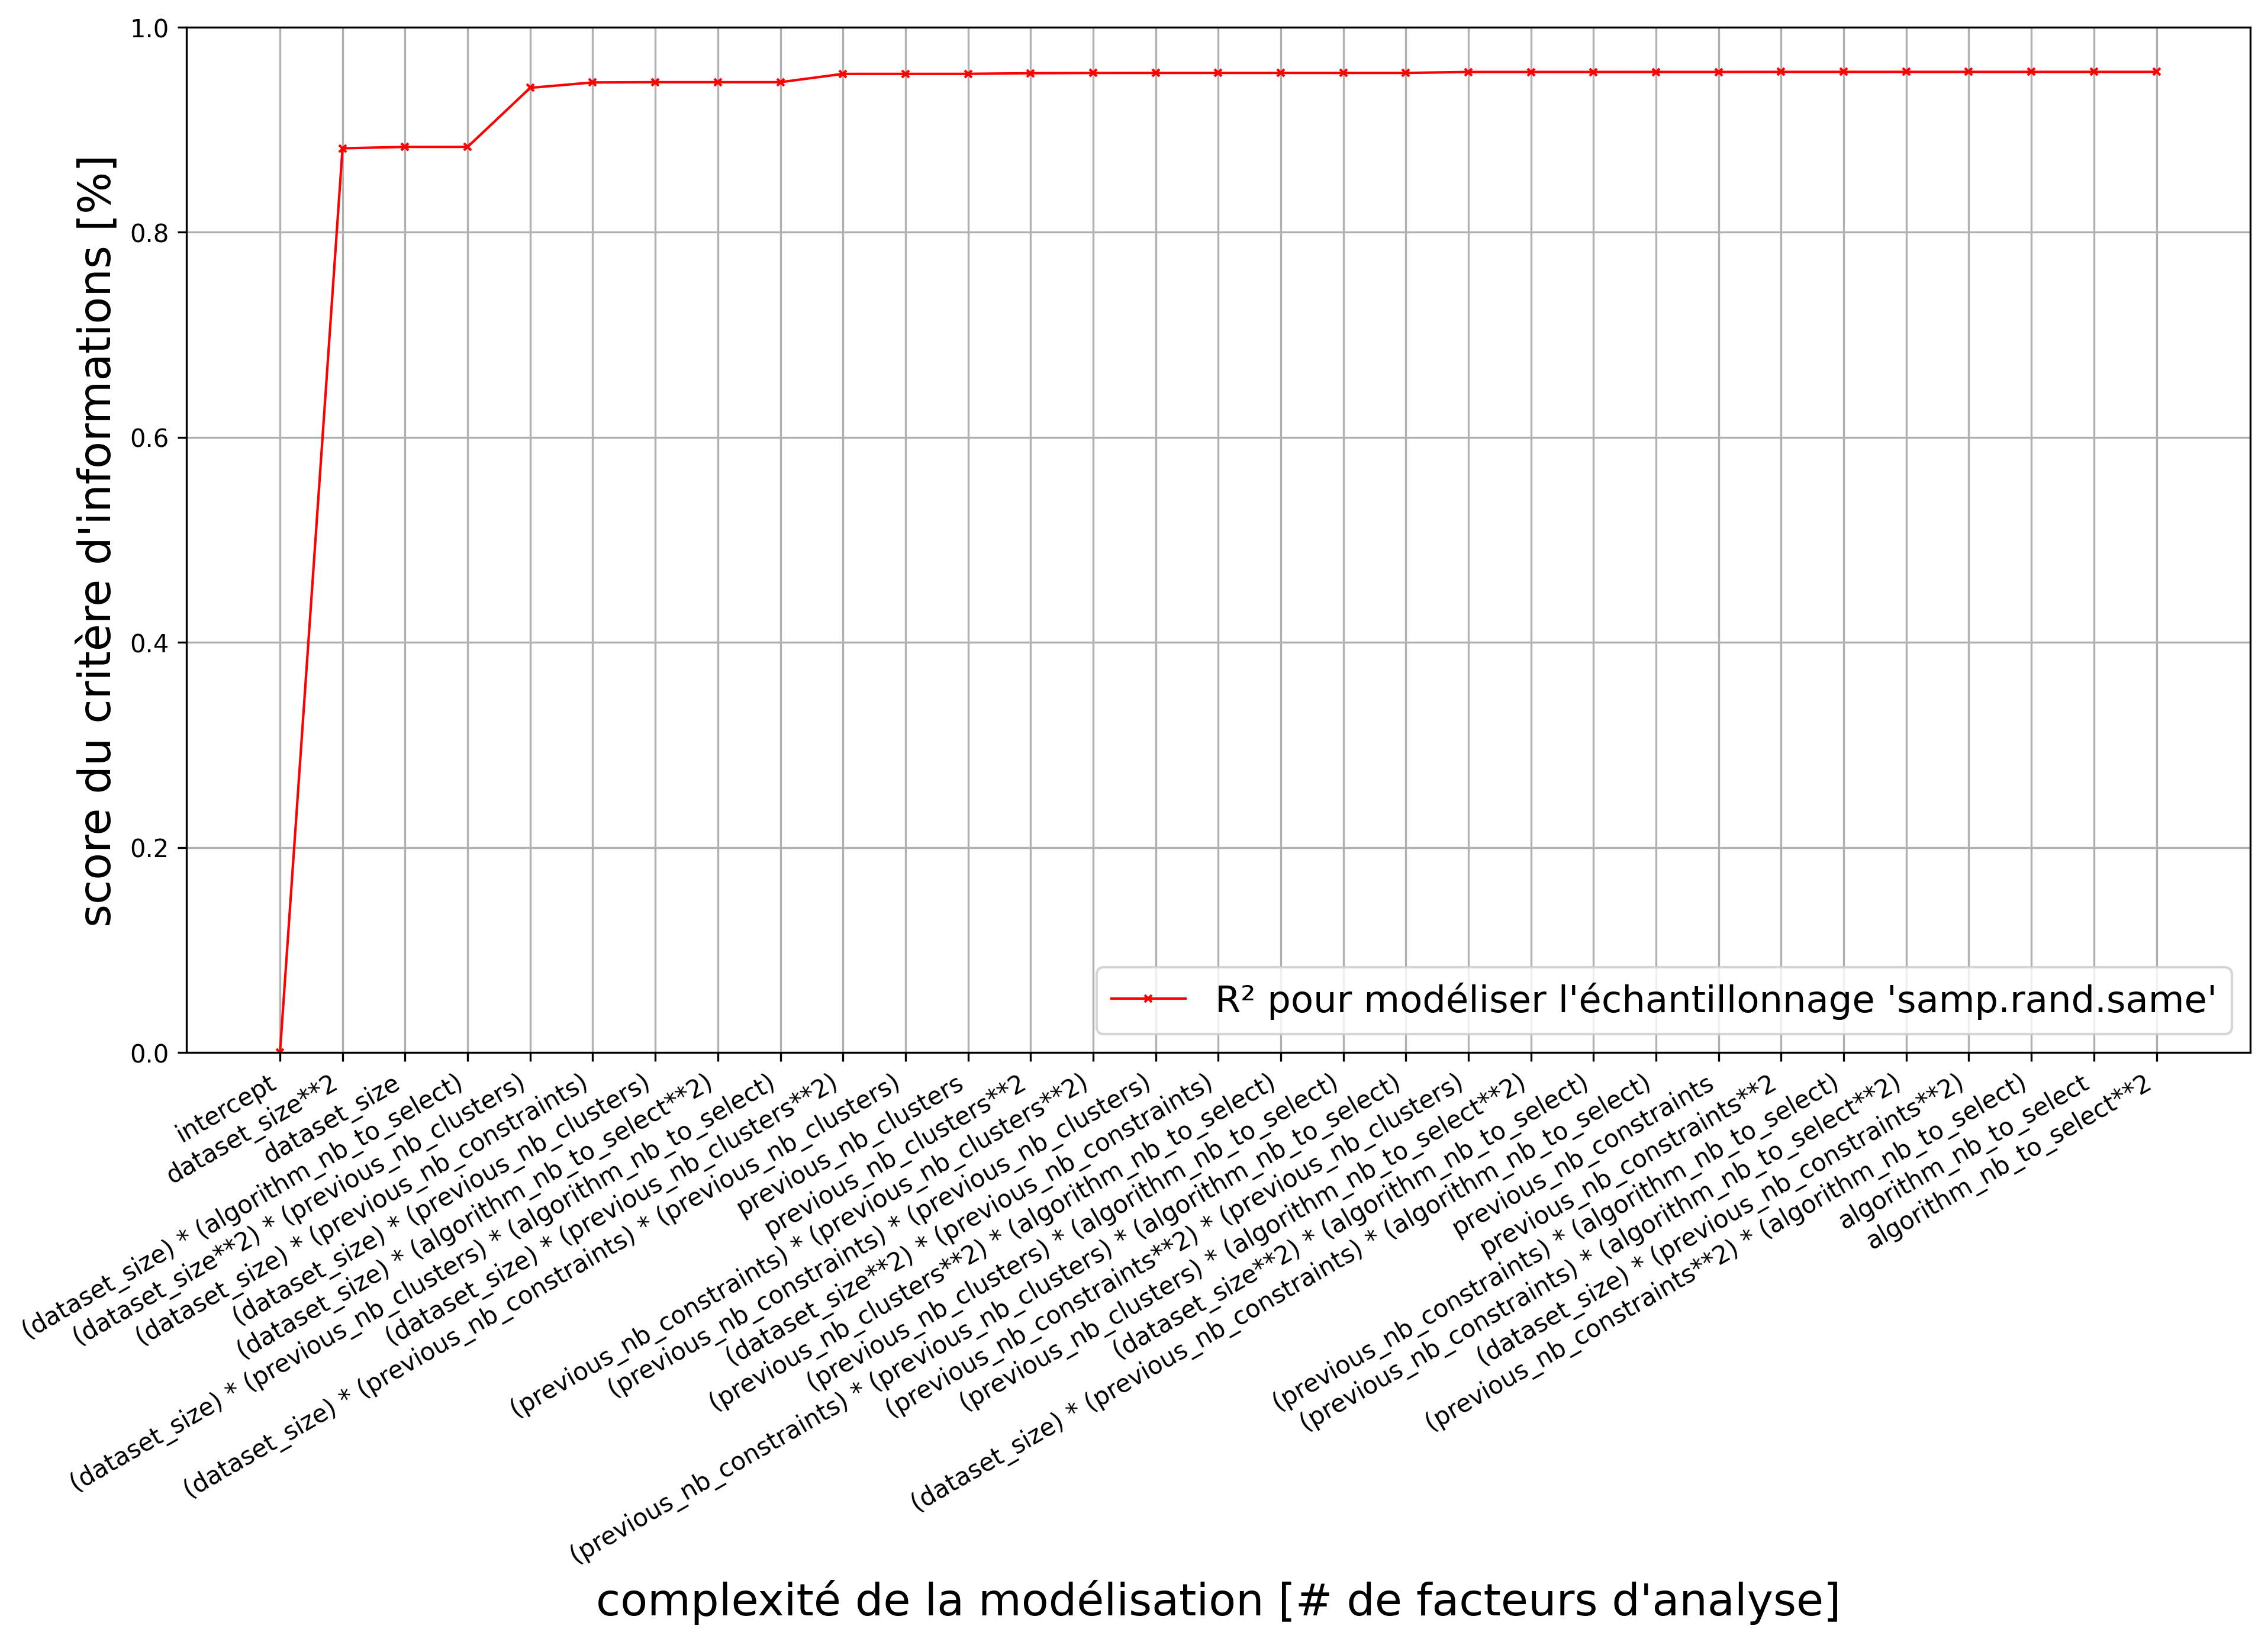 score du critère d'informations [%]
1.0
0.8
0.6
0.4
0.2
0.0
R² pour modéliser l'échantillonnage 'samp.rand.same'
intercept
dataset_size**2
dataset_size
(dataset_size) * (algorithm_nb_to_select)
(dataset_size**2) * (previous_nb_clusters)
(dataset_size) * (previous_nb_constraints)
(dataset_size) * (previous_nb_clusters)
(dataset_size) * (algorithm_nb_to_select**2)
(dataset_size) * (previous_nb_clusters) * (algorithm_nb_to_select)
(dataset_size) * (previous_nb_clusters**2)
(dataset_size) * (previous_nb_constraints) * (previous_nb_clusters)
previous_nb_clusters
previous_nb_clusters**2
(previous_nb_constraints) * (previous_nb_clusters**2)
(previous_nb_constraints) * (previous_nb_clusters)
(dataset_size**2) * (previous_nb_constraints)
(previous_nb_clusters**2) * (algorithm_nb_to_select)
(previous_nb_clusters) * (algorithm_nb_to_select)
(previous_nb_constraints) * (previous_nb_clusters) * (algorithm_nb_to_select)
(previous_nb_constraints**2) * (previous_nb_clusters)
(previous_nb_clusters) * (algorithm_nb_to_select**2)
(dataset_size**2) * (algorithm_nb_to_select)
(dataset_size) * (previous_nb_constraints) * (algorithm_nb_to_select)
previous_nb_constraints
previous_nb_constraints**2
(previous_nb_constraints) * (algorithm_nb_to_select)
(previous_nb_constraints) * (algorithm_nb_to_select**2)
(dataset_size) * (previous_nb_constraints**2)
(previous_nb_constraints**2) * (algorithm_nb_to_select)
algorithm_nb_to_select
algorithm_nb_to_select**2
complexité de la modélisation [# de facteurs d'analyse]